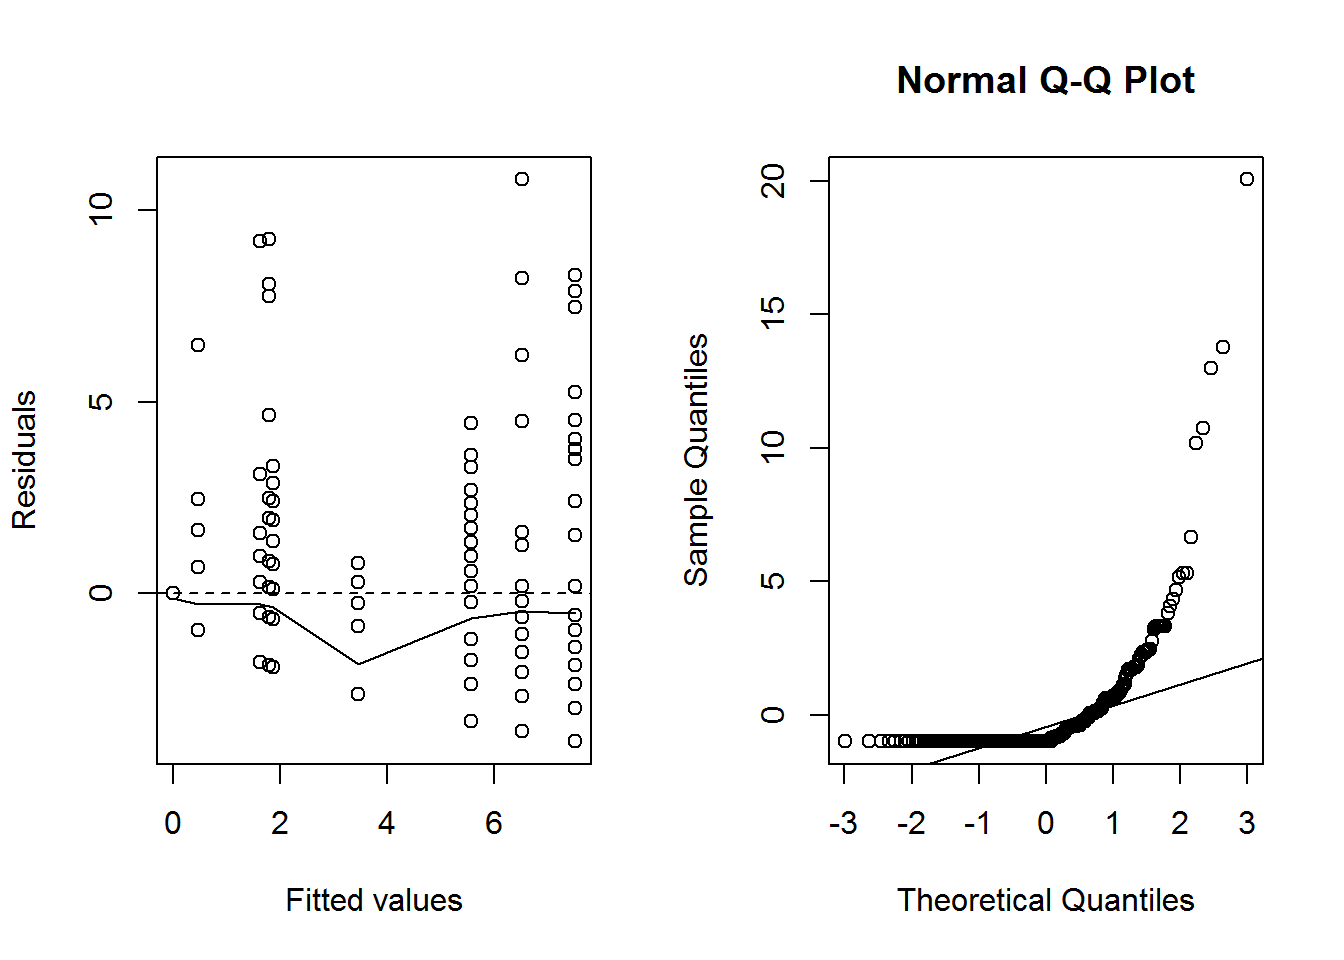 Residuals
10
5
0
0 2 4 6
Fitted values
Normal Q-Q Plot
Sample Quantiles
20
15
10
5
0
-3 -2 -1 0 1 2 3
Theoretical Quantiles